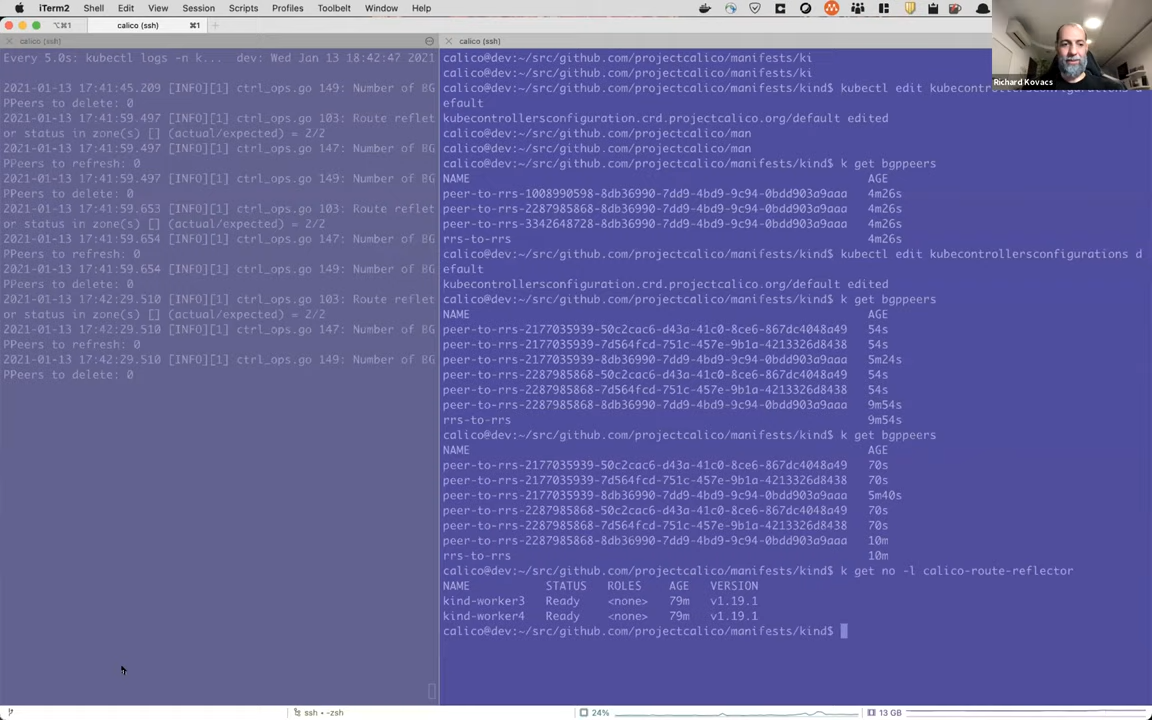 iTerm2 Shell Edit View Session Scripts Profiles Toolbelt Window Help
⌥⌘1 calico (ssh) ⌘1
calico (ssh)
Every 5.0s: kubectl logs -n k... dev: Wed Jan 13 18:42:47 2021
2021-01-13 17:41:45.209 [INFO][1] ctrl_ops.go 149: Number of BG
PPeers to delete: 0
2021-01-13 17:41:59.497 [INFO][1] ctrl_ops.go 103: Route reflet
or status in zone(s) [] (actual/expected) = 2/2
2021-01-13 17:41:59.497 [INFO][1] ctrl_ops.go 147: Number of BG
PPeers to refresh: 0
2021-01-13 17:41:59.497 [INFO][1] ctrl_ops.go 149: Number of BG
PPeers to delete: 0
2021-01-13 17:41:59.653 [INFO][1] ctrl_ops.go 103: Route reflet
or status in zone(s) [] (actual/expected) = 2/2
2021-01-13 17:41:59.654 [INFO][1] ctrl_ops.go 147: Number of BG
PPeers to refresh: 0
2021-01-13 17:41:59.654 [INFO][1] ctrl_ops.go 149: Number of BG
PPeers to delete: 0
2021-01-13 17:42:29.510 [INFO][1] ctrl_ops.go 103: Route reflet
or status in zone(s) [] (actual/expected) = 2/2
2021-01-13 17:42:29.510 [INFO][1] ctrl_ops.go 147: Number of BG
PPeers to refresh: 0
2021-01-13 17:42:29.510 [INFO][1] ctrl_ops.go 149: Number of BG
PPeers to delete: 0
calico (ssh)
calico@dev:~/src/github.com/projectcalico/manifests/ki
calico@dev:~/src/github.com/projectcalico/manifests/ki
calico@dev:~/src/github.com/projectcalico/manifests/kind$ kubectl edit kubecontrollersconfigurations d
efault
kubecontrollersconfiguration.crd.projectcalico.org/default edited
calico@dev:~/src/github.com/projectcalico/man
calico@dev:~/src/github.com/projectcalico/man
calico@dev:~/src/github.com/projectcalico/manifests/kind$ k get bgppeers
NAME AGE
peer-to-rrs-1008990598-8db36990-7dd9-4bd9-9c94-0bdd903a9aaa 4m26s
peer-to-rrs-2287985868-8db36990-7dd9-4bd9-9c94-0bdd903a9aaa 4m26s
peer-to-rrs-3342648728-8db36990-7dd9-4bd9-9c94-0bdd903a9aaa 4m26s
rrs-to-rrs 4m26s
calico@dev:~/src/github.com/projectcalico/manifests/kind$ kubectl edit kubecontrollersconfigurations d
efault
kubecontrollersconfiguration.crd.projectcalico.org/default edited
calico@dev:~/src/github.com/projectcalico/manifests/kind$ k get bgppeers
NAME AGE
peer-to-rrs-2177035939-50c2cac6-d43a-41c0-8ce6-867dc4048a49 54s
peer-to-rrs-2177035939-7d564fcd-751c-457e-9b1a-4213326d8438 54s
peer-to-rrs-2177035939-8db36990-7dd9-4bd9-9c94-0bdd903a9aaa 5m24s
peer-to-rrs-2287985868-50c2cac6-d43a-41c0-8ce6-867dc4048a49 54s
peer-to-rrs-2287985868-7d564fcd-751c-457e-9b1a-4213326d8438 54s
peer-to-rrs-2287985868-8db36990-7dd9-4bd9-9c94-0bdd903a9aaa 9m54s
rrs-to-rrs 9m54s
calico@dev:~/src/github.com/projectcalico/manifests/kind$ k get bgppeers
NAME AGE
peer-to-rrs-2177035939-50c2cac6-d43a-41c0-8ce6-867dc4048a49 70s
peer-to-rrs-2177035939-7d564fcd-751c-457e-9b1a-4213326d8438 70s
peer-to-rrs-2177035939-8db36990-7dd9-4bd9-9c94-0bdd903a9aaa 5m40s
peer-to-rrs-2287985868-50c2cac6-d43a-41c0-8ce6-867dc4048a49 70s
peer-to-rrs-2287985868-7d564fcd-751c-457e-9b1a-4213326d8438 70s
peer-to-rrs-2287985868-8db36990-7dd9-4bd9-9c94-0bdd903a9aaa 10m
rrs-to-rrs 10m
calico@dev:~/src/github.com/projectcalico/manifests/kind$ k get no -l calico-route-reflector
NAME STATUS ROLES AGE VERSION
kind-worker3 Ready <none> 79m v1.19.1
kind-worker4 Ready <none> 79m v1.19.1
calico@dev:~/src/github.com/projectcalico/manifests/kind$
Richard Kovacs
ssh • -zsh
24%
13 GB